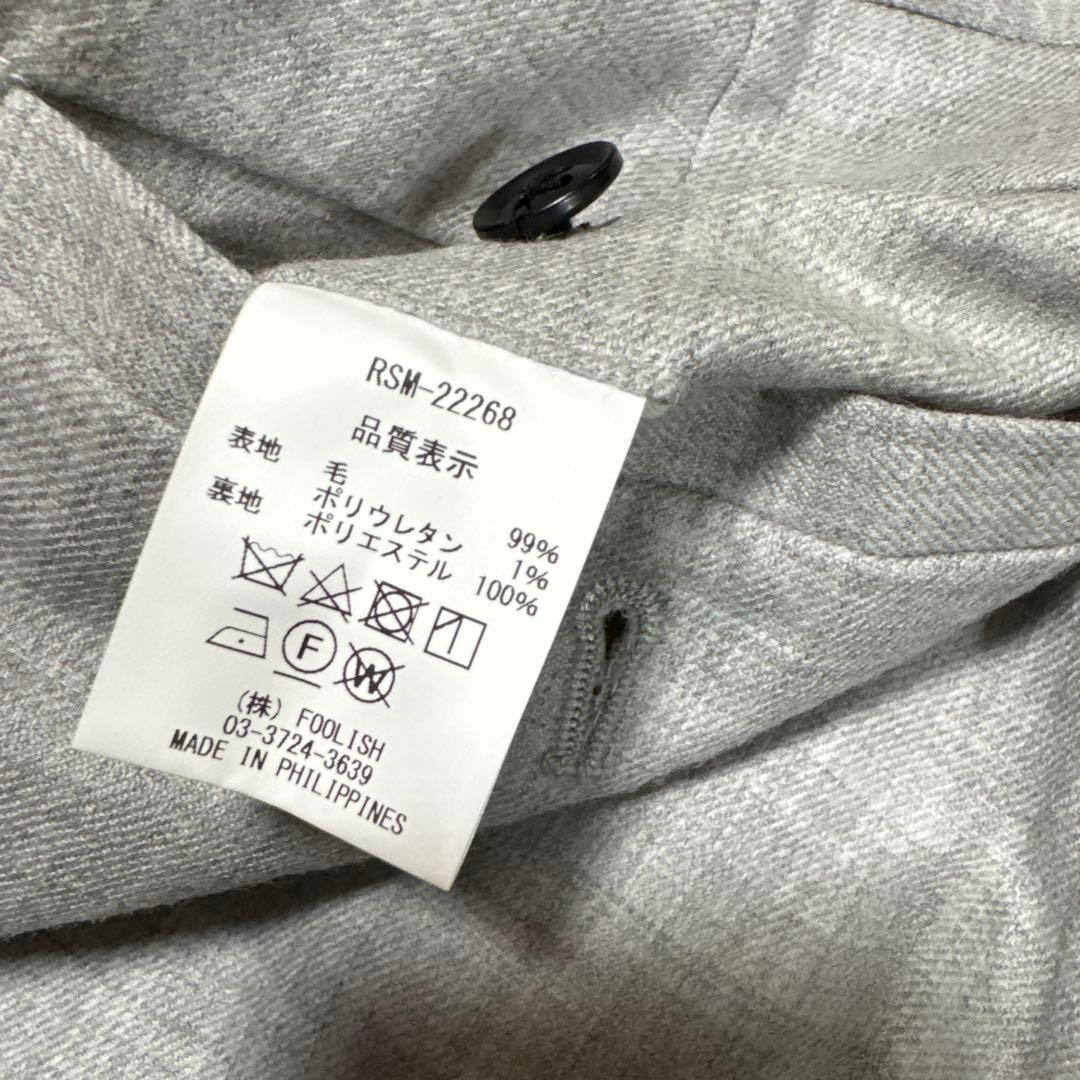 RSM-22268
品質表示
表地 毛 99%
ポリウレタン 1%
裏地 ポリエステル 100%
F
W
(株) FOOLISH
03-3724-3639
MADE IN PHILIPPINES